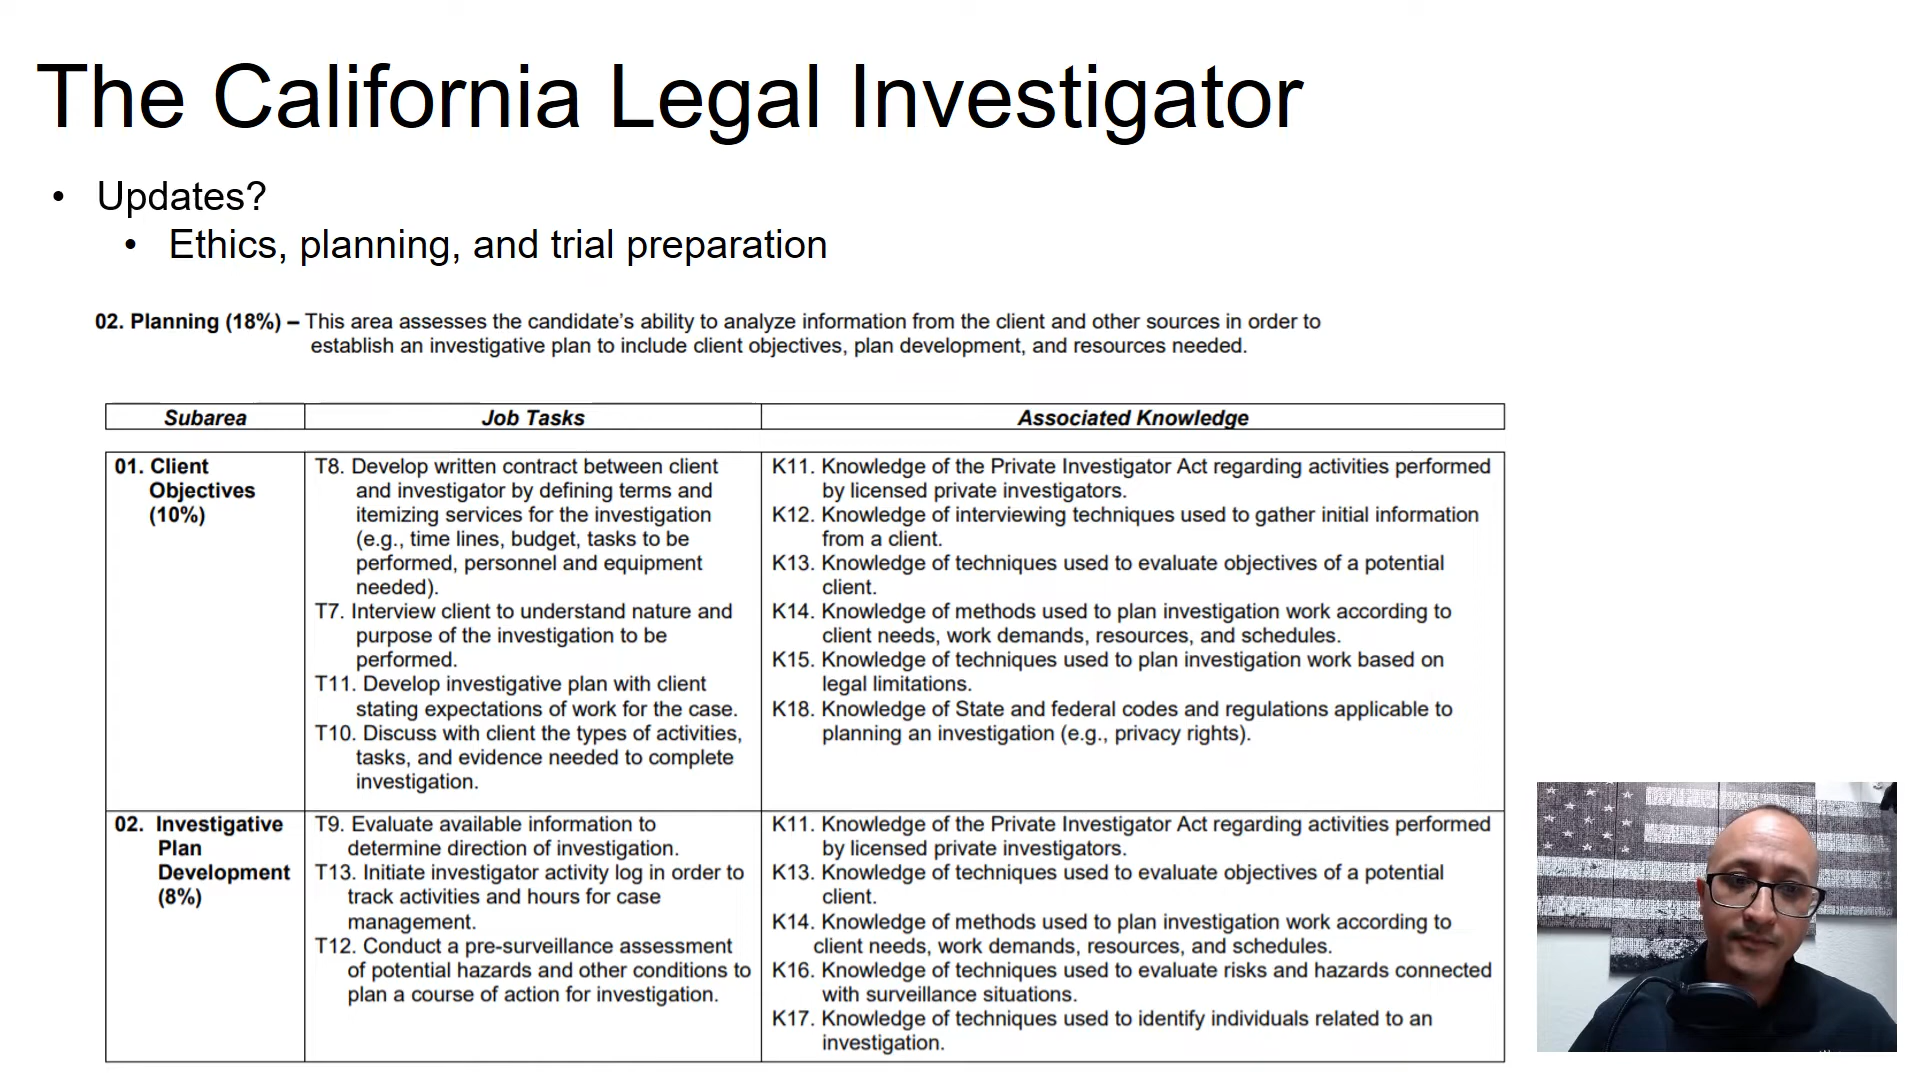 The California Legal Investigator
• Updates?
• Ethics, planning, and trial preparation
02. Planning (18%) – This area assesses the candidate's ability to analyze information from the client and other sources in order to
establish an investigative plan to include client objectives, plan development, and resources needed.
Subarea Job Tasks Associated Knowledge
01. Client
Objectives
(10%)
T8. Develop written contract between client
and investigator by defining terms and
itemizing services for the investigation
(e.g., time lines, budget, tasks to be
performed, personnel and equipment
needed).
T7. Interview client to understand nature and
purpose of the investigation to be
performed.
T11. Develop investigative plan with client
stating expectations of work for the case.
T10. Discuss with client the types of activities,
tasks, and evidence needed to complete
investigation.
K11. Knowledge of the Private Investigator Act regarding activities performed
by licensed private investigators.
K12. Knowledge of interviewing techniques used to gather initial information
from a client.
K13. Knowledge of techniques used to evaluate objectives of a potential
client.
K14. Knowledge of methods used to plan investigation work according to
client needs, work demands, resources, and schedules.
K15. Knowledge of techniques used to plan investigation work based on
legal limitations.
K18. Knowledge of State and federal codes and regulations applicable to
planning an investigation (e.g., privacy rights).
02. Investigative
Plan
Development
(8%)
T9. Evaluate available information to
determine direction of investigation.
T13. Initiate investigator activity log in order to
track activities and hours for case
management.
T12. Conduct a pre-surveillance assessment
of potential hazards and other conditions to
plan a course of action for investigation.
K11. Knowledge of the Private Investigator Act regarding activities performed
by licensed private investigators.
K13. Knowledge of techniques used to evaluate objectives of a potential
client.
K14. Knowledge of methods used to plan investigation work according to
client needs, work demands, resources, and schedules.
K16. Knowledge of techniques used to evaluate risks and hazards connected
with surveillance situations.
K17. Knowledge of techniques used to identify individuals related to an
investigation.